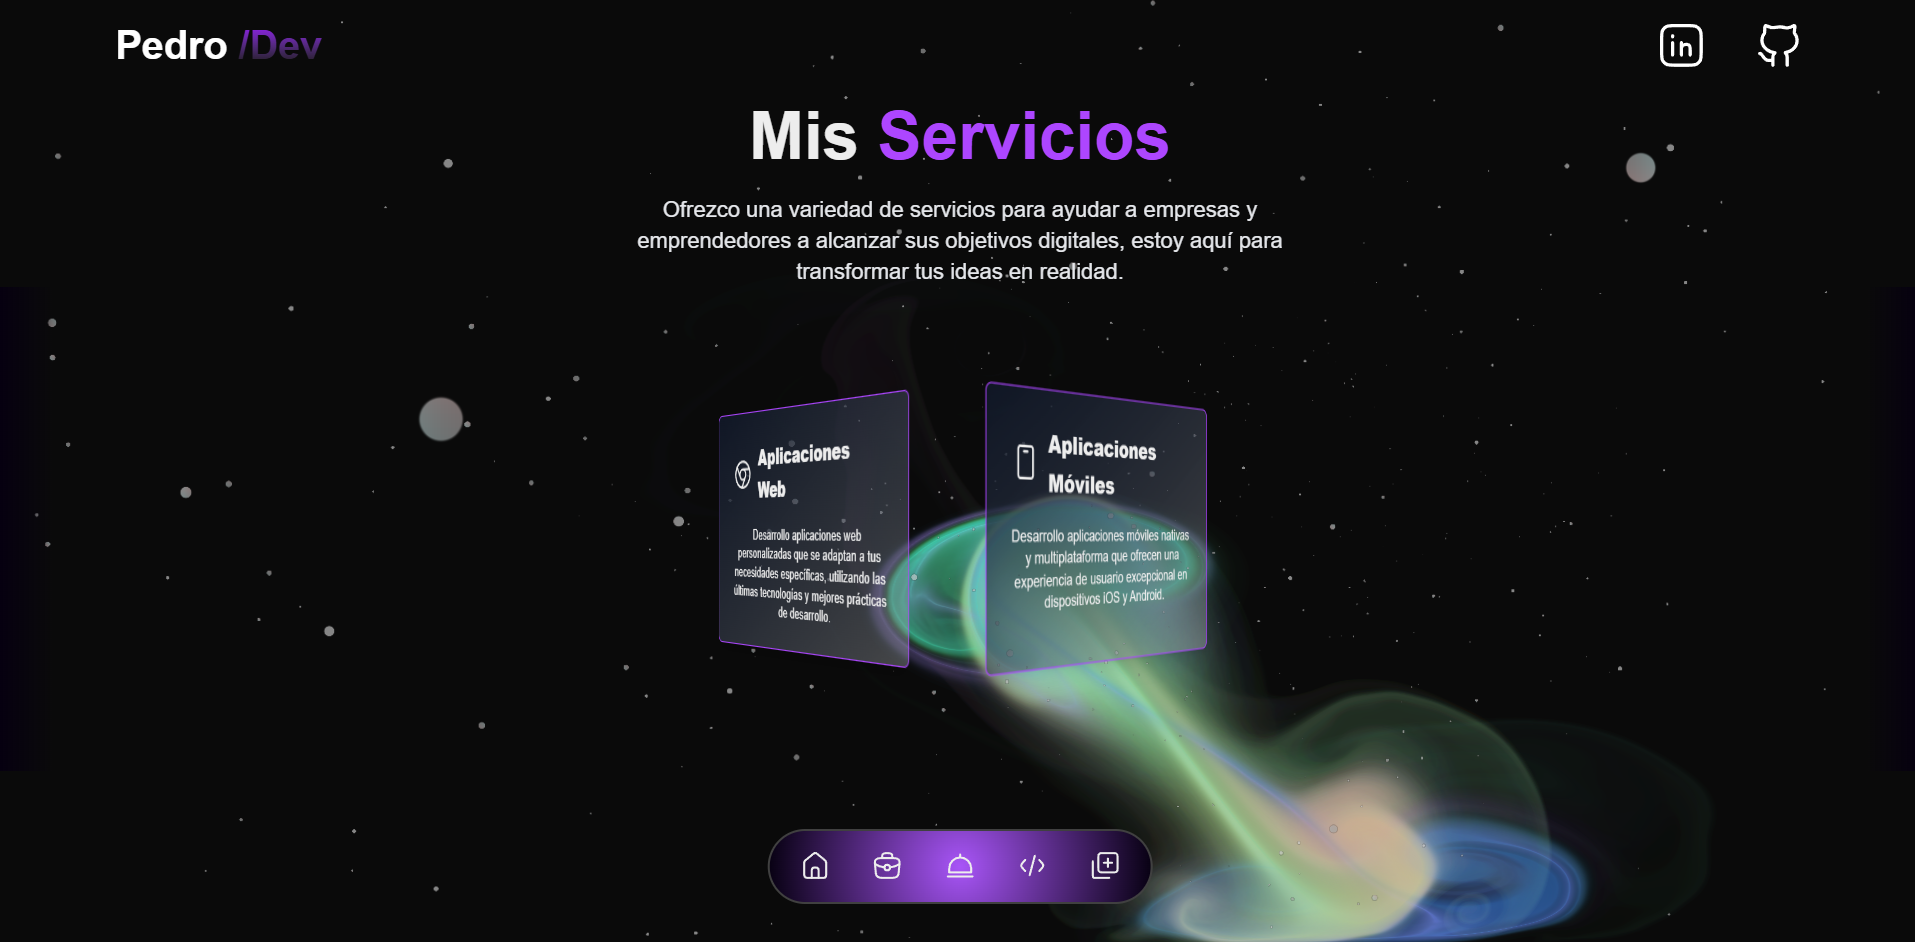 Pedro /Dev
Mis Servicios
Ofrezco una variedad de servicios para ayudar a empresas y
emprendedores a alcanzar sus objetivos digitales, estoy aquí para
transformar tus ideas en realidad.
Aplicaciones
Web
Desarrollo aplicaciones web
personalizadas que se adaptan a tus
necesidades específicas, utilizando las
últimas tecnologías y mejores prácticas
de desarrollo.
Aplicaciones
Móviles
Desarrollo aplicaciones móviles nativas
y multiplataforma que ofrecen una
experiencia de usuario excepcional en
dispositivos iOS y Android.